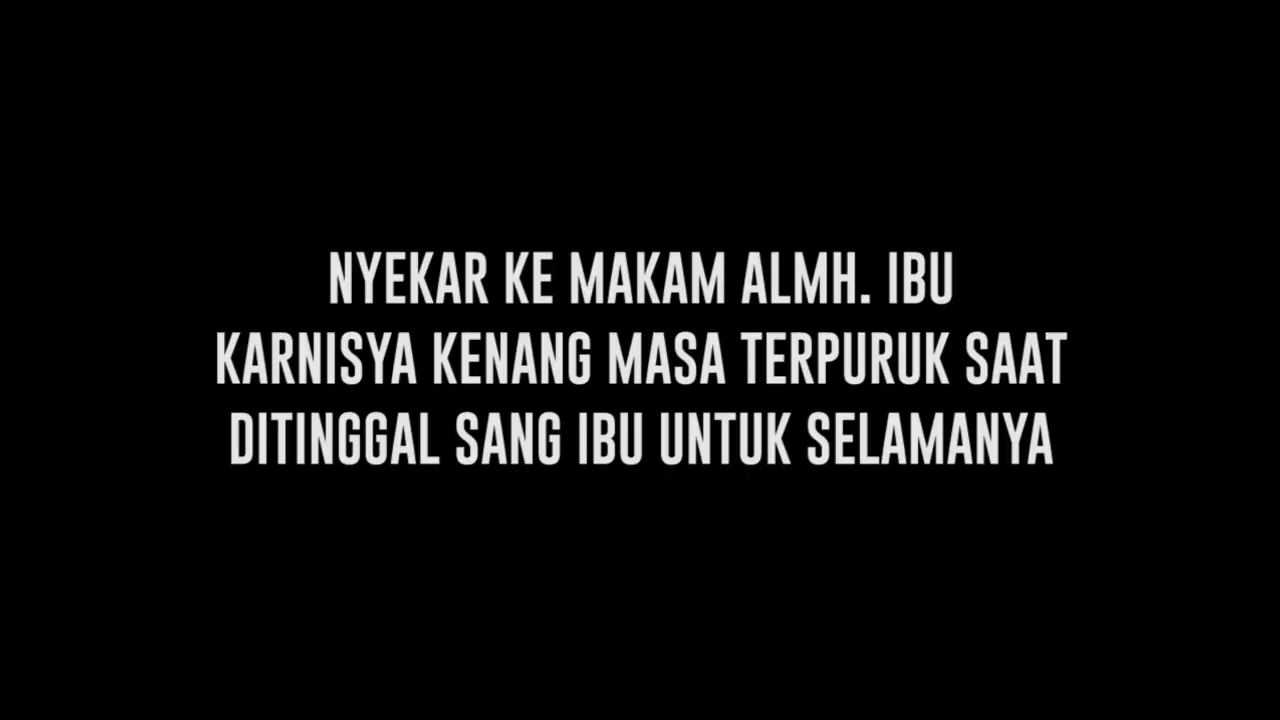 NYEKAR KE MAKAM ALMH. IBU
KARNISYA KENANG MASA TERPURUK SAAT
DITINGGAL SANG IBU UNTUK SELAMANYA